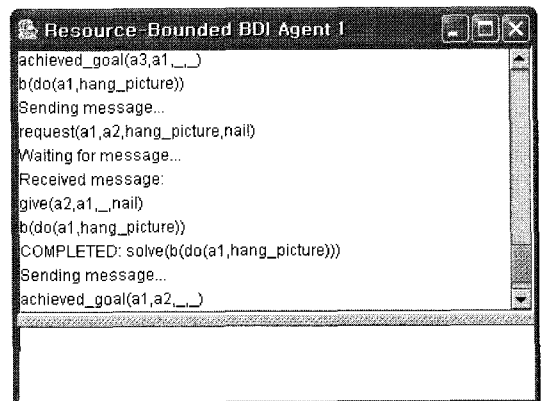 Resource-Bounded BDI Agent 1
achieved_goal(a3,a1,_,_)
b(do(a1,hang_picture))
Sending message...
request(a1,a2,hang_picture,nail)
Waiting for message...
Received message:
give(a2,a1,_,nail)
b(do(a1,hang_picture))
COMPLETED: solve(b(do(a1,hang_picture)))
Sending message...
achieved_goal(a1,a2,_,_)